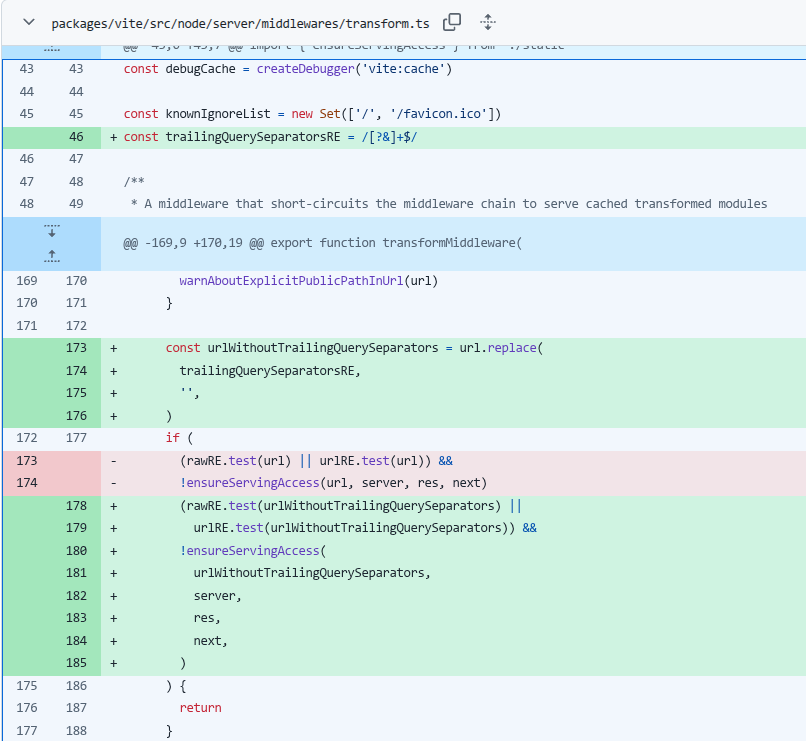 packages/vite/src/node/server/middlewares/transform.ts
@@ -43,6 +43,7 @@ import { ensureServingAccess } from './static'
43 43 const debugCache = createDebugger('vite:cache')
44 44
45 45 const knownIgnoreList = new Set(['/', '/favicon.ico'])
46 + const trailingQuerySeparatorsRE = /[?&]+$/
46 47
47 48 /**
48 49 * A middleware that short-circuits the middleware chain to serve cached transformed modules
@@ -169,9 +170,19 @@ export function transformMiddleware(
169 170 warnAboutExplicitPublicPathInUrl(url)
170 171 }
171 172
173 + const urlWithoutTrailingQuerySeparators = url.replace(
174 + trailingQuerySeparatorsRE,
175 + '',
176 + )
172 177 if (
173 - (rawRE.test(url) || urlRE.test(url)) &&
174 - !ensureServingAccess(url, server, res, next)
178 + (rawRE.test(urlWithoutTrailingQuerySeparators) ||
179 + urlRE.test(urlWithoutTrailingQuerySeparators)) &&
180 + !ensureServingAccess(
181 + urlWithoutTrailingQuerySeparators,
182 + server,
183 + res,
184 + next,
185 + )
175 186 ) {
176 187 return
177 188 }